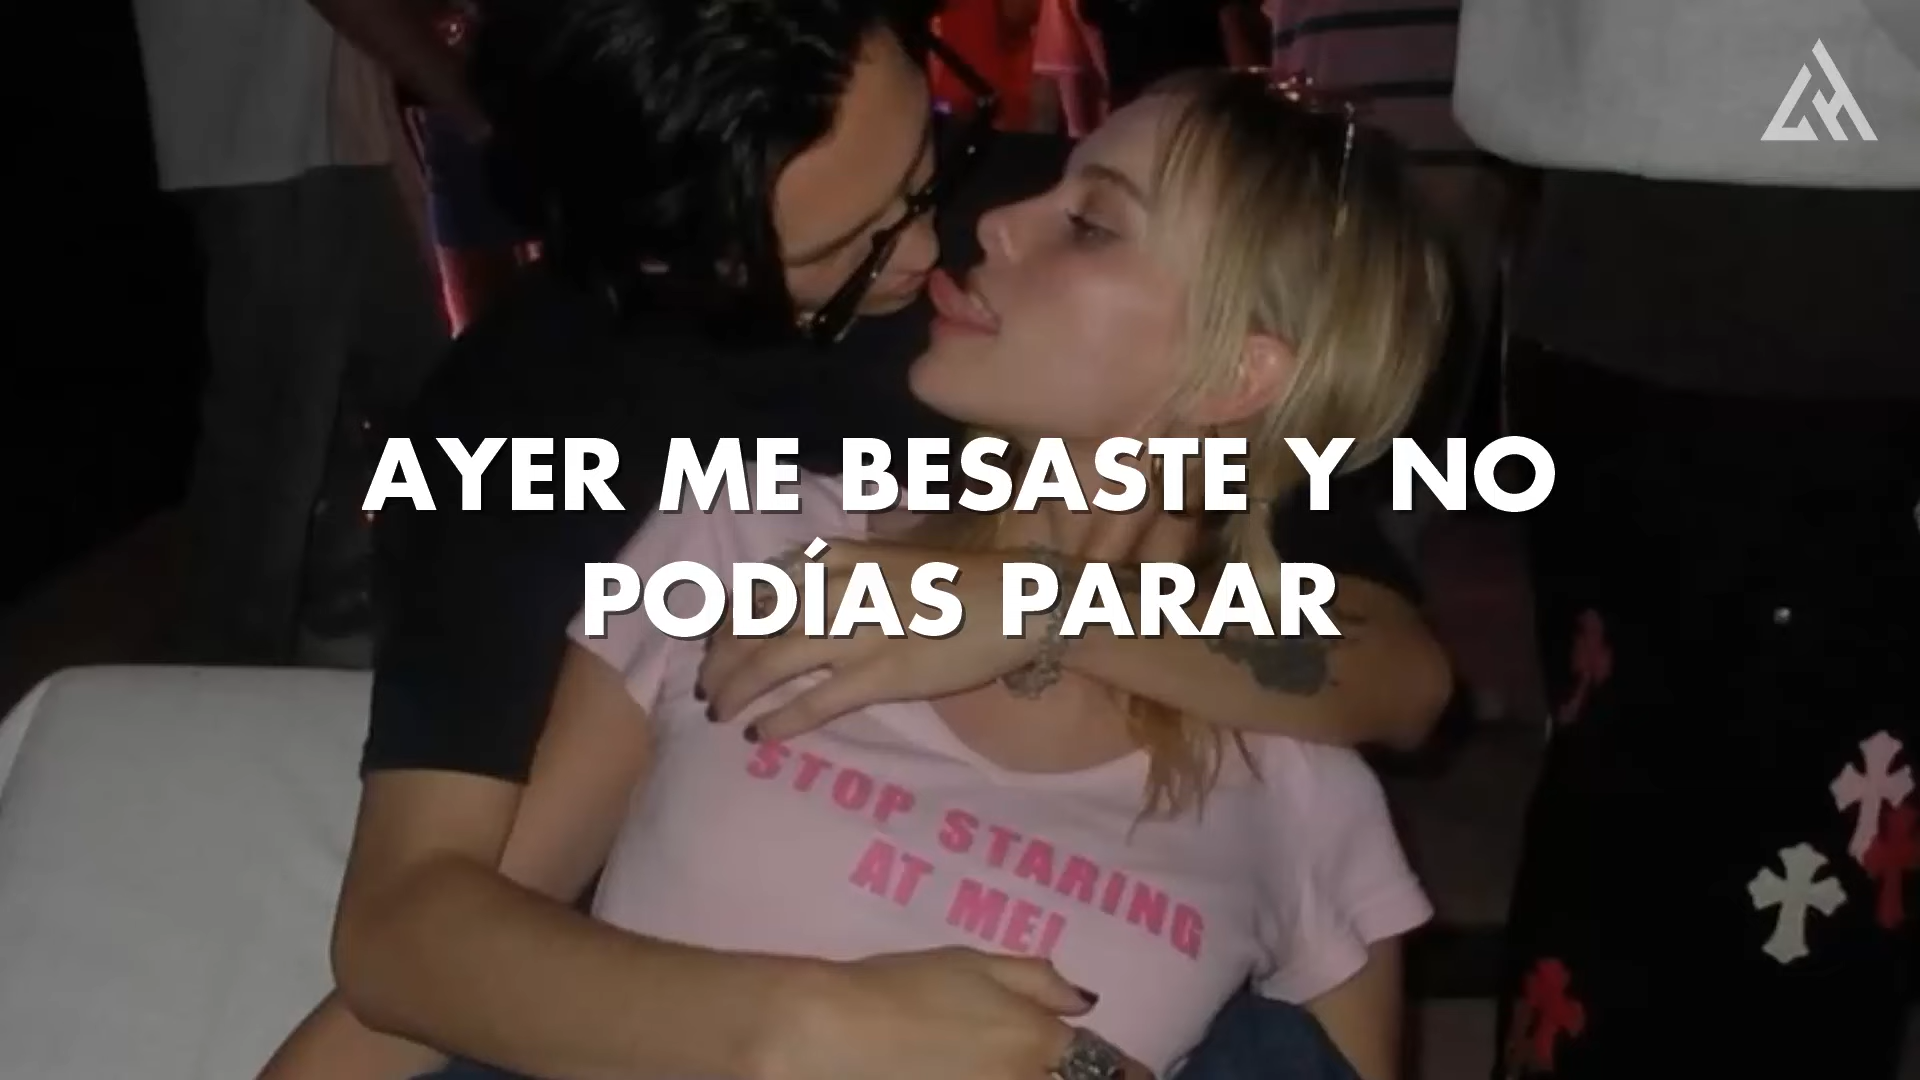 AYER ME BESASTE Y NO
PODÍAS PARAR
STOP STARING
AT ME!